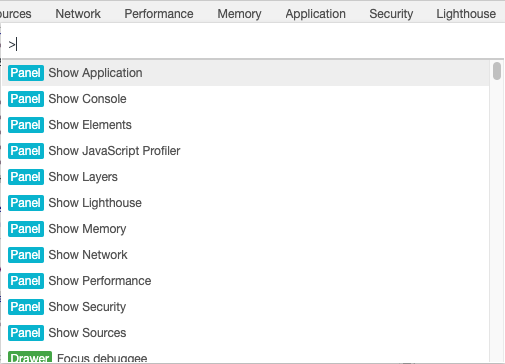 urces Network Performance Memory Application Security Lighthouse
>
Panel Show Application
Panel Show Console
Panel Show Elements
Panel Show JavaScript Profiler
Panel Show Layers
Panel Show Lighthouse
Panel Show Memory
Panel Show Network
Panel Show Performance
Panel Show Security
Panel Show Sources
Drawer Focus debuggee